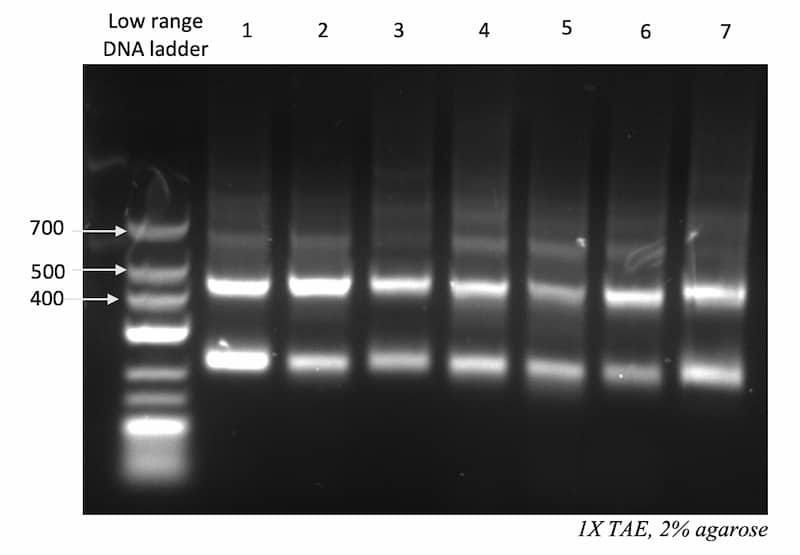 Low range
DNA ladder
1 2 3 4 5 6 7
700
500
400
1X TAE, 2% agarose